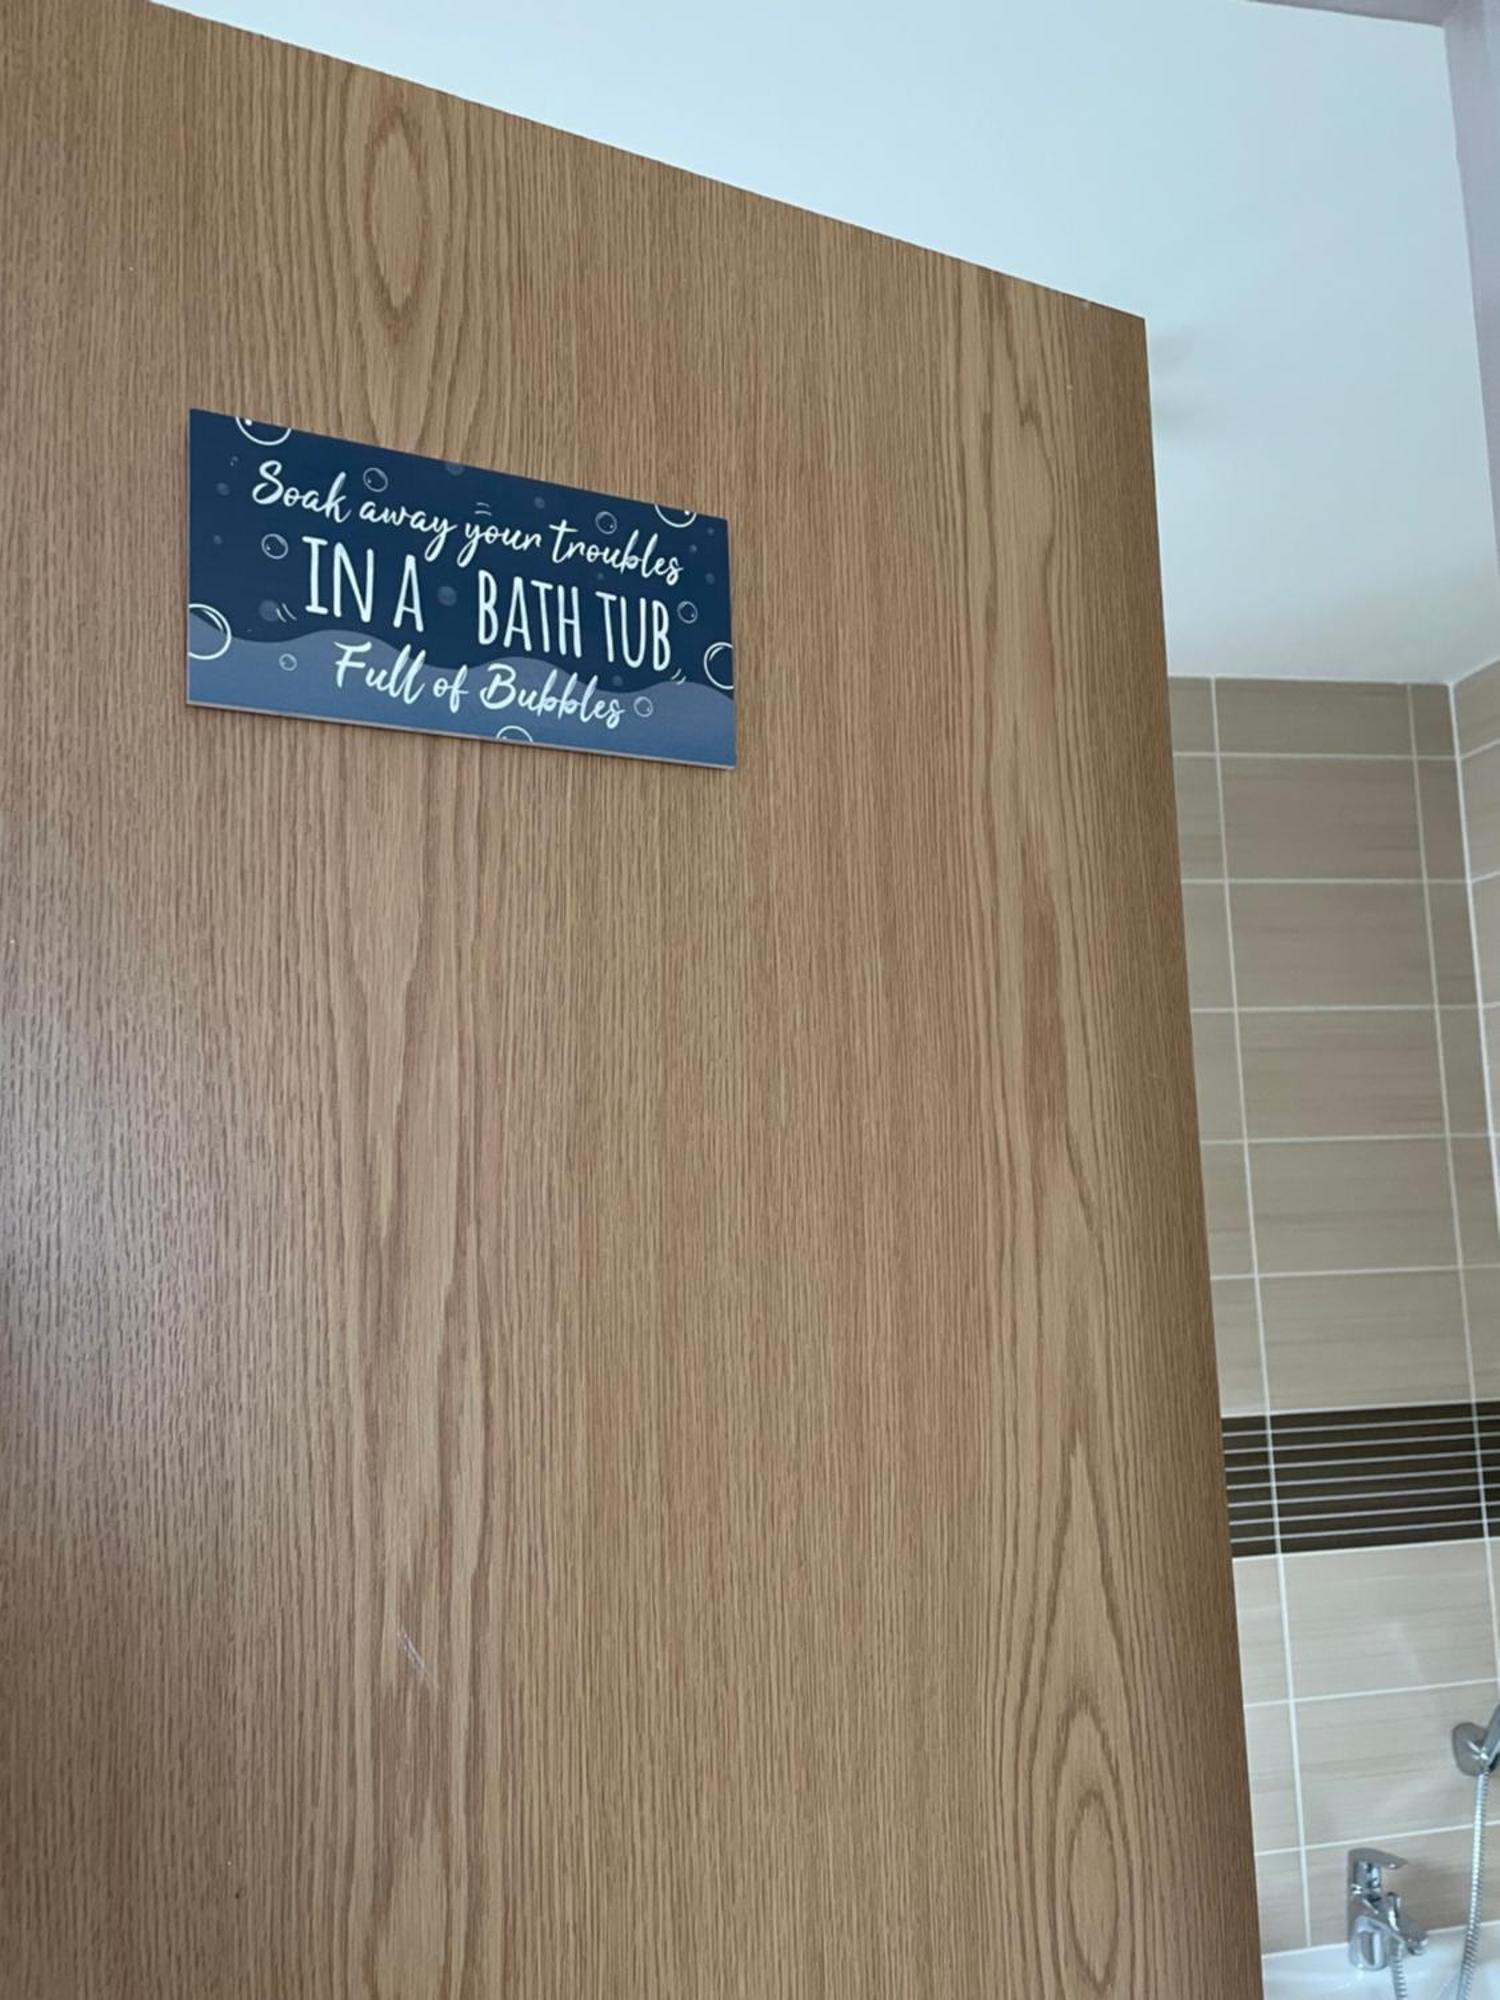 Soak away your troubles
IN A BATH TUB
Full of Bubbles